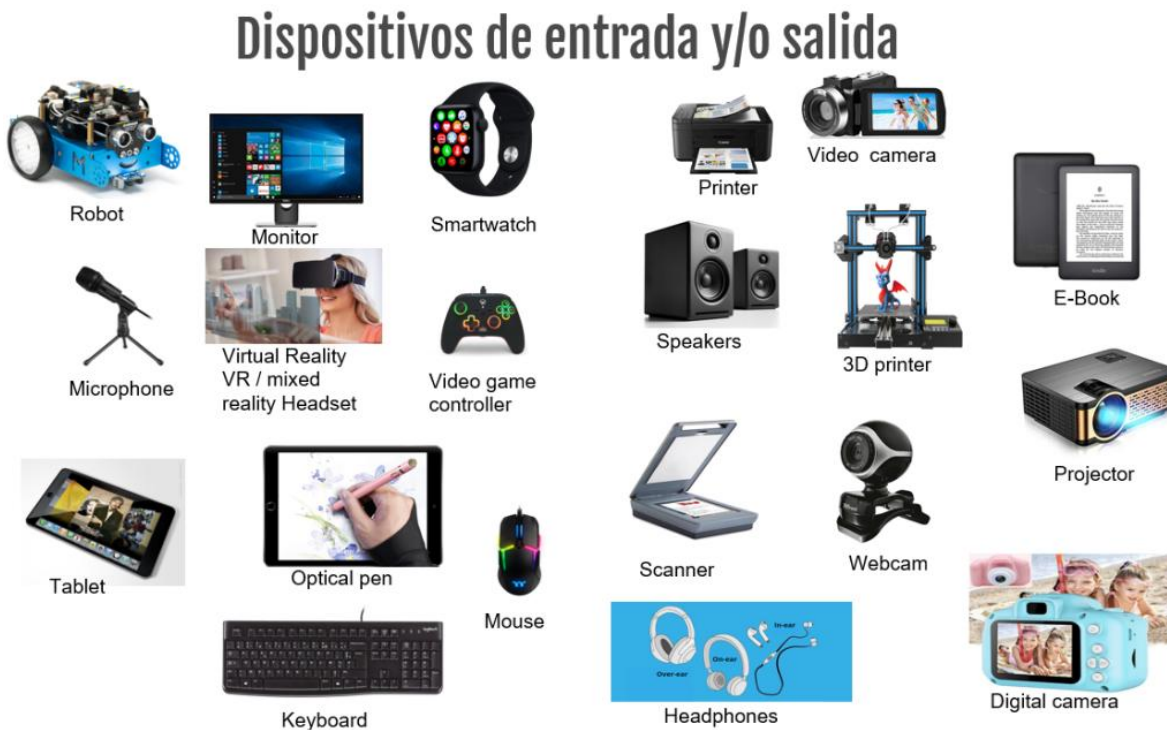 Dispositivos de entrada y/o salida
Robot
Monitor
Smartwatch
Printer
Video camera
E-Book
Microphone
Virtual Reality
VR / mixed
reality Headset
Video game
controller
Speakers
3D printer
Projector
Tablet
Optical pen
Mouse
Scanner
Webcam
Keyboard
In-ear
On-ear
Over-ear
Headphones
Digital camera